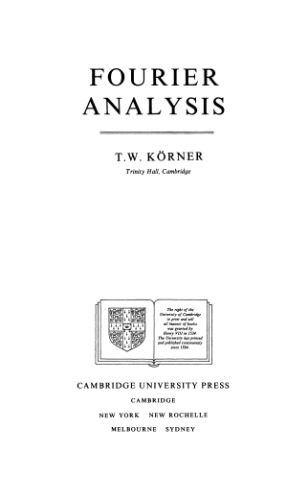 FOURIER
ANALYSIS
T.W. KÖRNER
Trinity Hall, Cambridge
The right of the
University of Cambridge
to print and sell
all manner of books
was granted by
Henry VIII in 1534.
The University has printed
and published continuously
since 1584.
CAMBRIDGE UNIVERSITY PRESS
CAMBRIDGE
NEW YORK NEW ROCHELLE
MELBOURNE SYDNEY